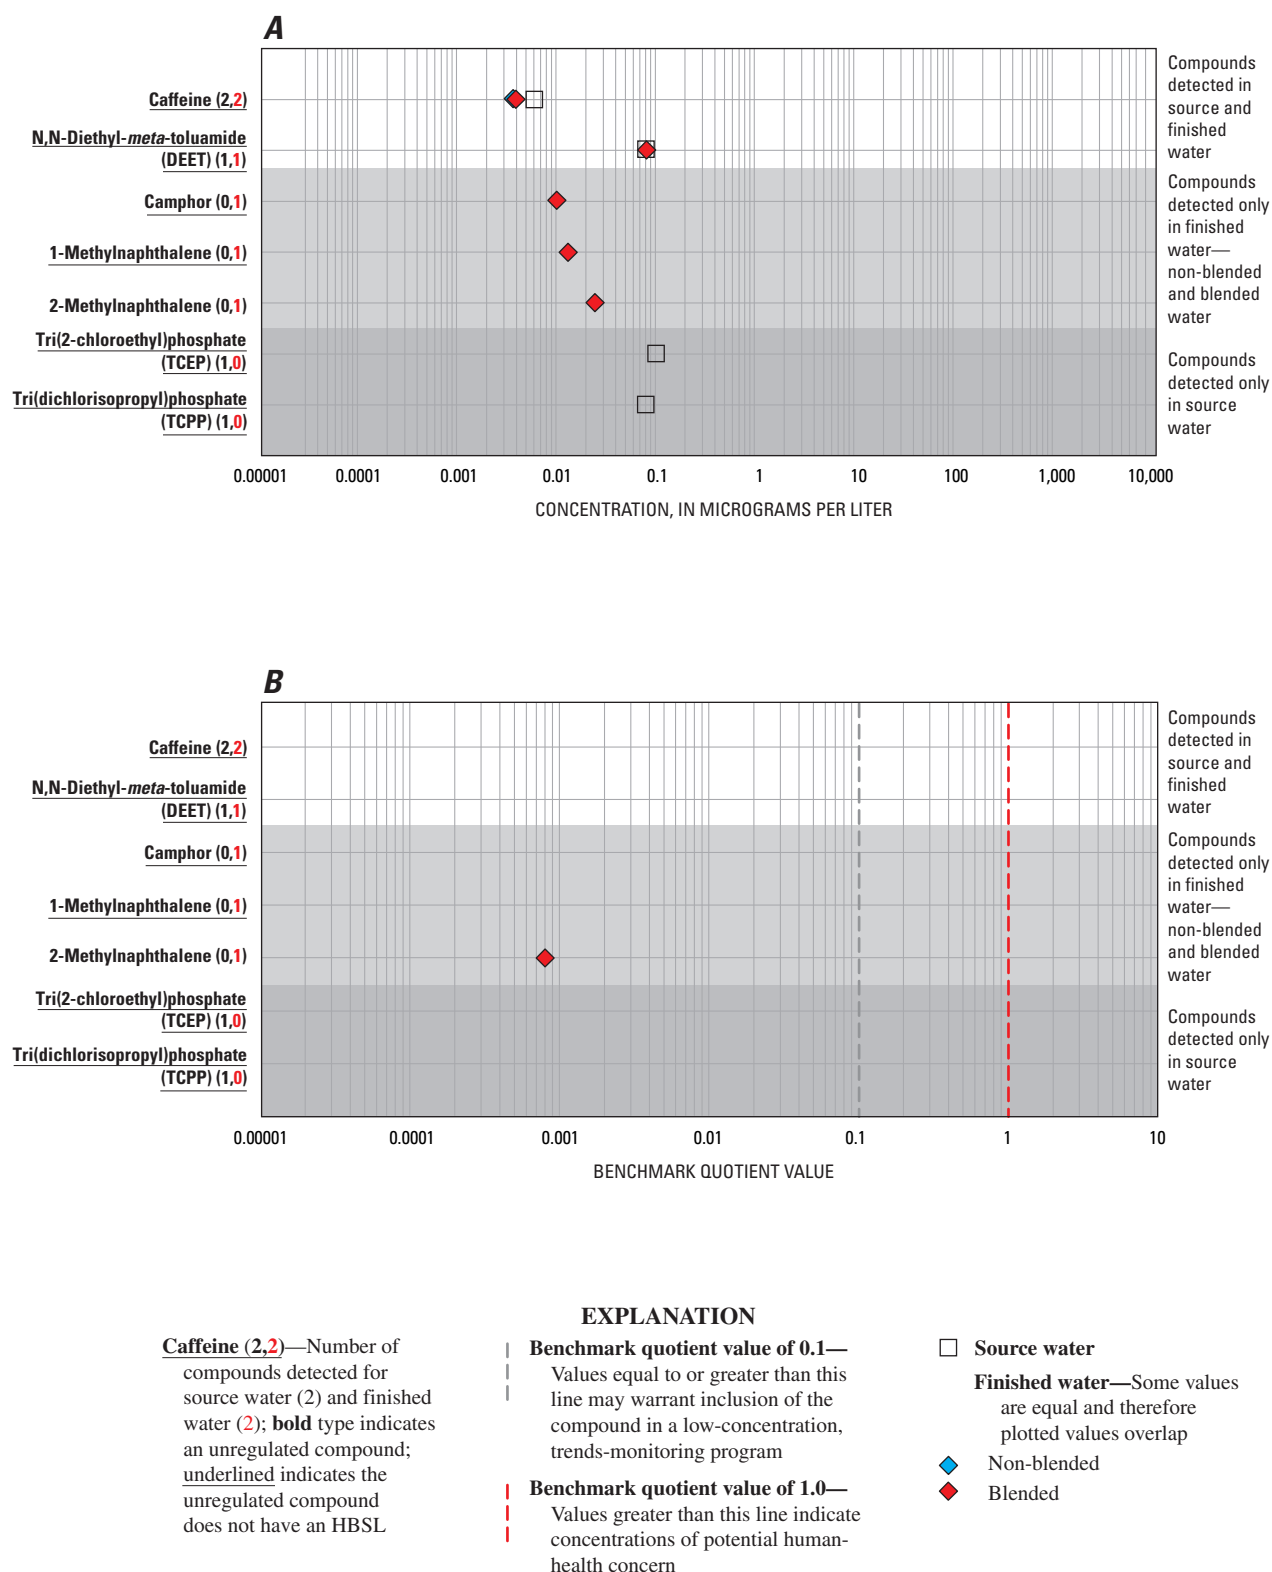 A
Caffeine (2,2)
N,N-Diethyl-meta-toluamide
(DEET) (1,1)
Camphor (0,1)
1-Methylnaphthalene (0,1)
2-Methylnaphthalene (0,1)
Tri(2-chloroethyl)phosphate
(TCEP) (1,0)
Tri(dichlorisopropyl)phosphate
(TCPP) (1,0)
Compounds
detected in
source and
finished
water
Compounds
detected only
in finished
water—
non-blended
and blended
water
Compounds
detected only
in source
water
0.00001 0.0001 0.001 0.01 0.1 1 10 100 1,000 10,000
CONCENTRATION, IN MICROGRAMS PER LITER
B
Caffeine (2,2)
N,N-Diethyl-meta-toluamide
(DEET) (1,1)
Camphor (0,1)
1-Methylnaphthalene (0,1)
2-Methylnaphthalene (0,1)
Tri(2-chloroethyl)phosphate
(TCEP) (1,0)
Tri(dichlorisopropyl)phosphate
(TCPP) (1,0)
Compounds
detected in
source and
finished
water
Compounds
detected only
in finished
water—
non-blended
and blended
water
Compounds
detected only
in source
water
0.00001 0.0001 0.001 0.01 0.1 1 10
BENCHMARK QUOTIENT VALUE
EXPLANATION
Caffeine (2,2)—Number of
compounds detected for
source water (2) and finished
water (2); bold type indicates
an unregulated compound;
underlined indicates the
unregulated compound
does not have an HBSL
Benchmark quotient value of 0.1—
Values equal to or greater than this
line may warrant inclusion of the
compound in a low-concentration,
trends-monitoring program
Benchmark quotient value of 1.0—
Values greater than this line indicate
concentrations of potential human-
health concern
Source water
Finished water—Some values
are equal and therefore
plotted values overlap
Non-blended
Blended